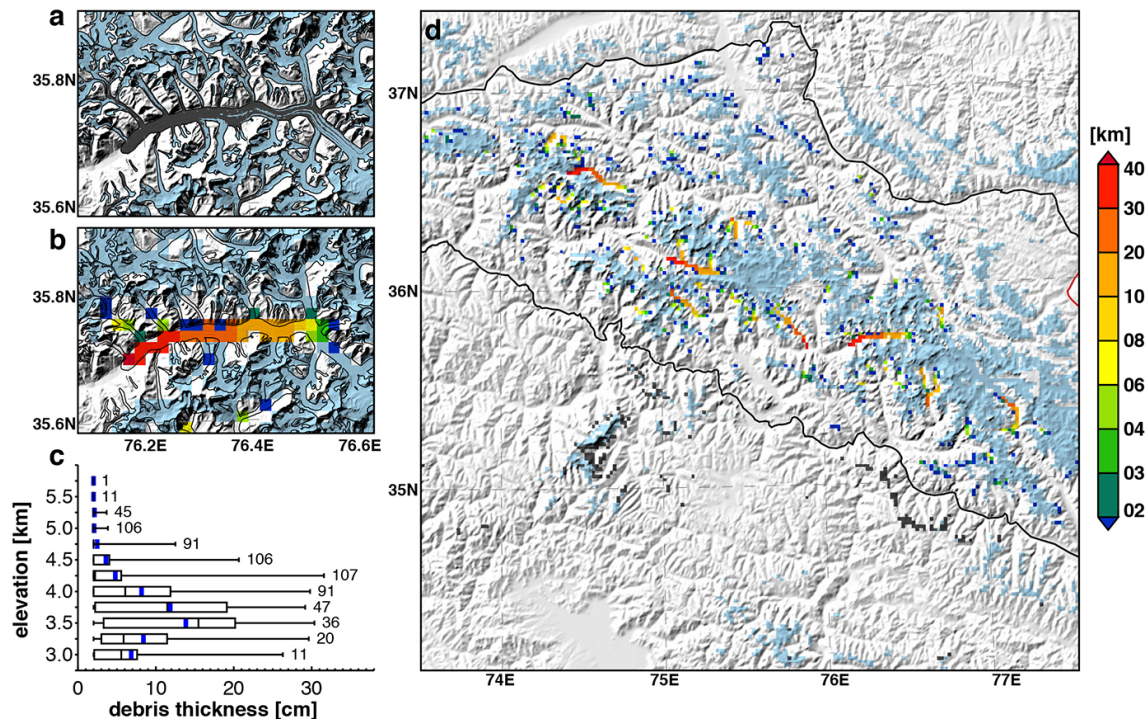 a
35.8N
35.6N
b
35.8N
35.6N
76.2E 76.4E 76.6E
c
elevation [km]
1
5.5 11
45
5.0 106
91
4.5 106
107
4.0 91
47
3.5 36
20
3.0 11
0 10 20 30
debris thickness [cm]
d
37N
36N
35N
74E 75E 76E 77E
[km]
40
30
20
10
08
06
04
03
02